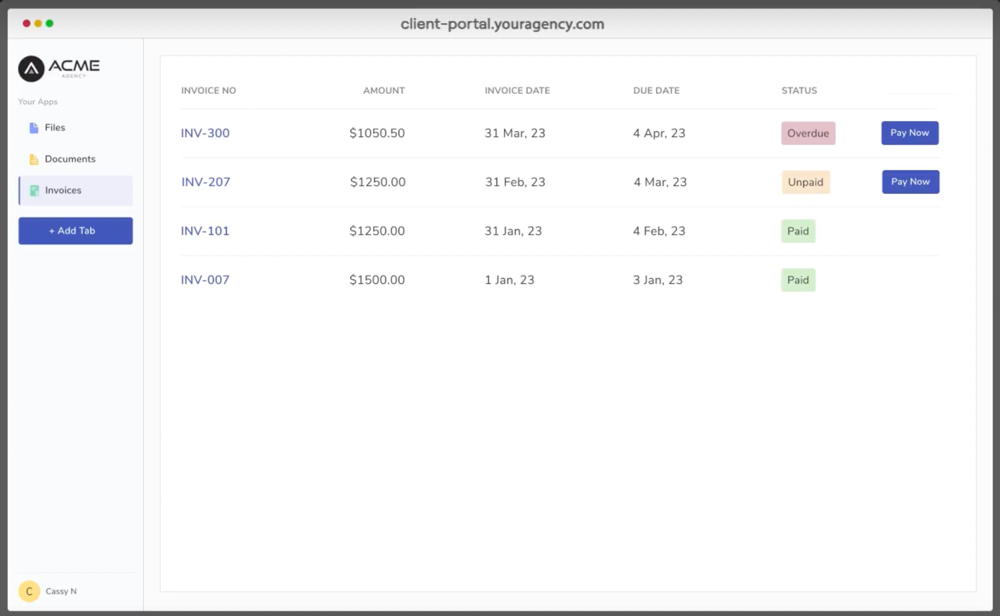 client-portal.youragency.com
ACME
AGENCY
Your Apps
Files
Documents
Invoices
+ Add Tab
INVOICE NO AMOUNT INVOICE DATE DUE DATE STATUS
INV-300 $1050.50 31 Mar, 23 4 Apr, 23 Overdue Pay Now
INV-207 $1250.00 31 Feb, 23 4 Mar, 23 Unpaid Pay Now
INV-101 $1250.00 31 Jan, 23 4 Feb, 23 Paid
INV-007 $1500.00 1 Jan, 23 3 Jan, 23 Paid
C Cassy N